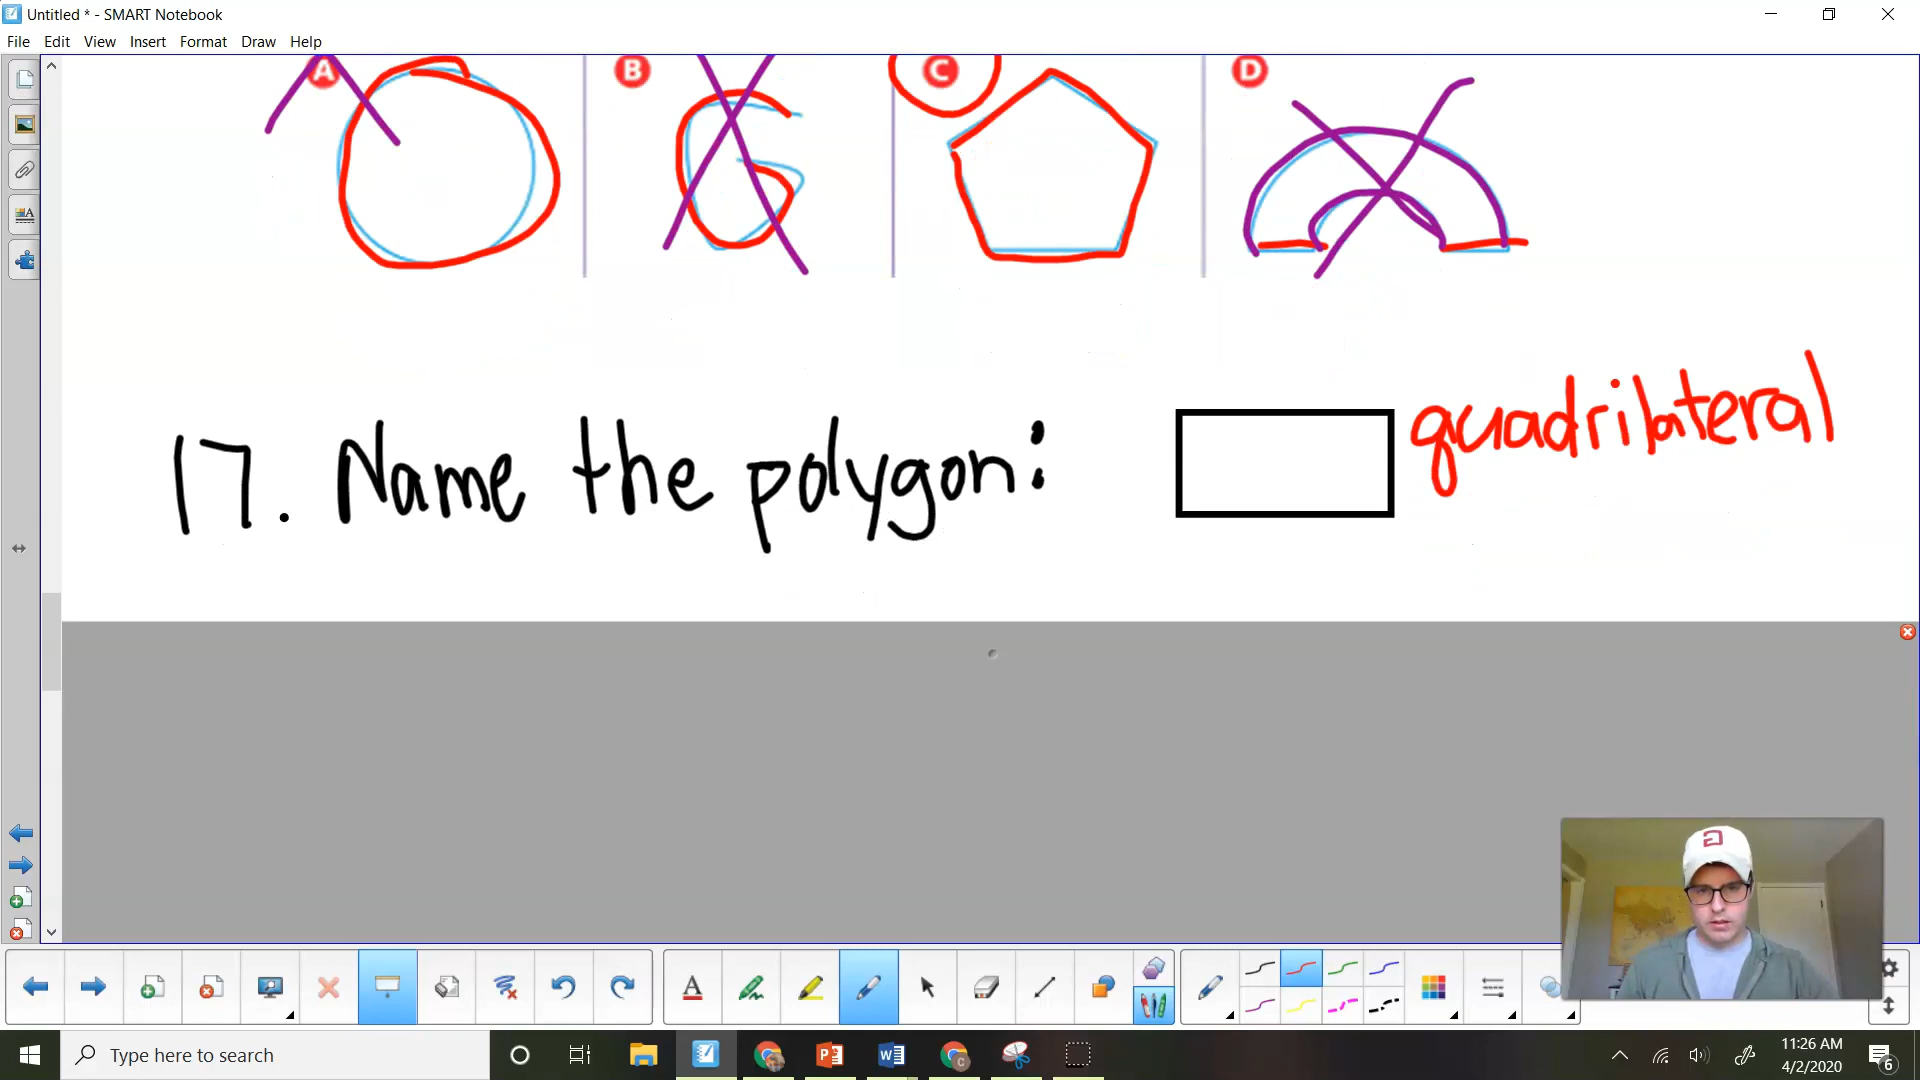 Untitled * - SMART Notebook
File Edit View Insert Format Draw Help
A B C D
17. Name the polygon: quadrilateral
Type here to search
11:26 AM
4/2/2020
6